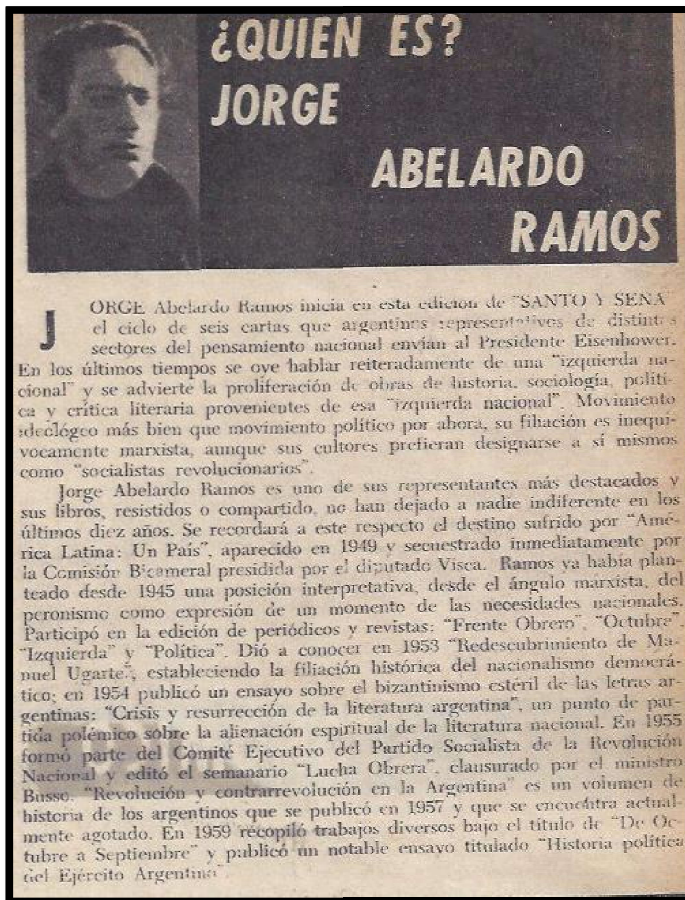 ¿QUIEN ES?
JORGE
ABELARDO
RAMOS
JORGE Abelardo Ramos inicia en esta edicion de "SANTO Y SEÑA"
el ciclo de seis cartas que argentinos representativos de distintos
sectores del pensamiento nacional envían al Presidente Eisenhower.
En los últimos tiempos se oye hablar reiteradamente de una "izquierda na-
cional" y se advierte la proliferación de obras de historia, sociología, políti-
ca y crítica literaria provenientes de esa "izquierda nacional". Movimiento
ideológco más bien que movimiento político por ahora, su filiación es inequí-
vocamente marxista, aunque sus cultores prefieran designarse a sí mismos
como "socialistas revolucionarios".
Jorge Abelardo Ramos es uno de sus representantes más destacados y
sus libros, resistidos o compartido, no han dejado a nadie indiferente en los
últimos diez años. Se recordará a este respecto el destino sufrido por "Amé-
rica Latina: Un País", aparecido en 1949 y secuestrado inmediatamente por
la Comisión Bicameral presidida por el diputado Visca. Ramos ya había plan-
teado desde 1945 una posición interpretativa, desde el ángulo marxista, del
peronismo como expresión de un momento de las necesidades nacionales.
Participó en la edición de periódicos y revistas: "Frente Obrero", "Octubre",
"Izquierda" y "Política". Dió a conocer en 1953 "Redescubrimiento de Ma-
nuel Ugarte", estableciendo la filiación histórica del nacionalismo democrá-
tico; en 1954 publicó un ensayo sobre el bizantinismo estéril de las letras ar-
gentinas: "Crisis y resurrección de la literatura argentina", un punto de par-
tida polémico sobre la alienación espiritual de la literatura nacional. En 1955
formó parte del Comité Ejecutivo del Partido Socialista de la Revolución
Nacional y editó el semanario "Lucha Obrera", clausurado por el ministro
Busso. "Revolución y contrarrevolución en la Argentina" es un volumen de
historia de los argentinos que se publicó en 1957 y que se encuentra actual-
mente agotado. En 1959 recopiló trabajos diversos bajo el título de "De Oc-
tubre a Septiembre" y publicó un notable ensayo titulado "Historia política
del Ejército Argentino"